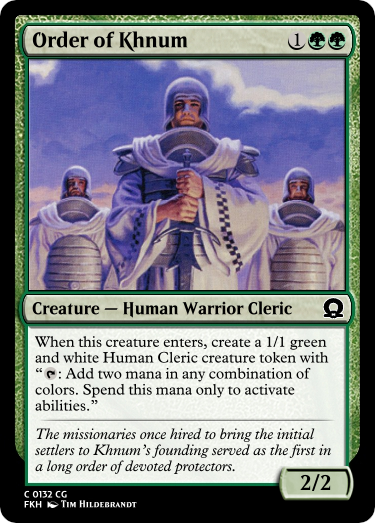 Order of Khnum 1
Creature — Human Warrior Cleric
When this creature enters, create a 1/1 green
and white Human Cleric creature token with
“: Add two mana in any combination of
colors. Spend this mana only to activate
abilities.”
The missionaries once hired to bring the initial
settlers to Khnum’s founding served as the first in
a long order of devoted protectors.
2/2
C 0132 CG
FKH Tim Hildebrandt